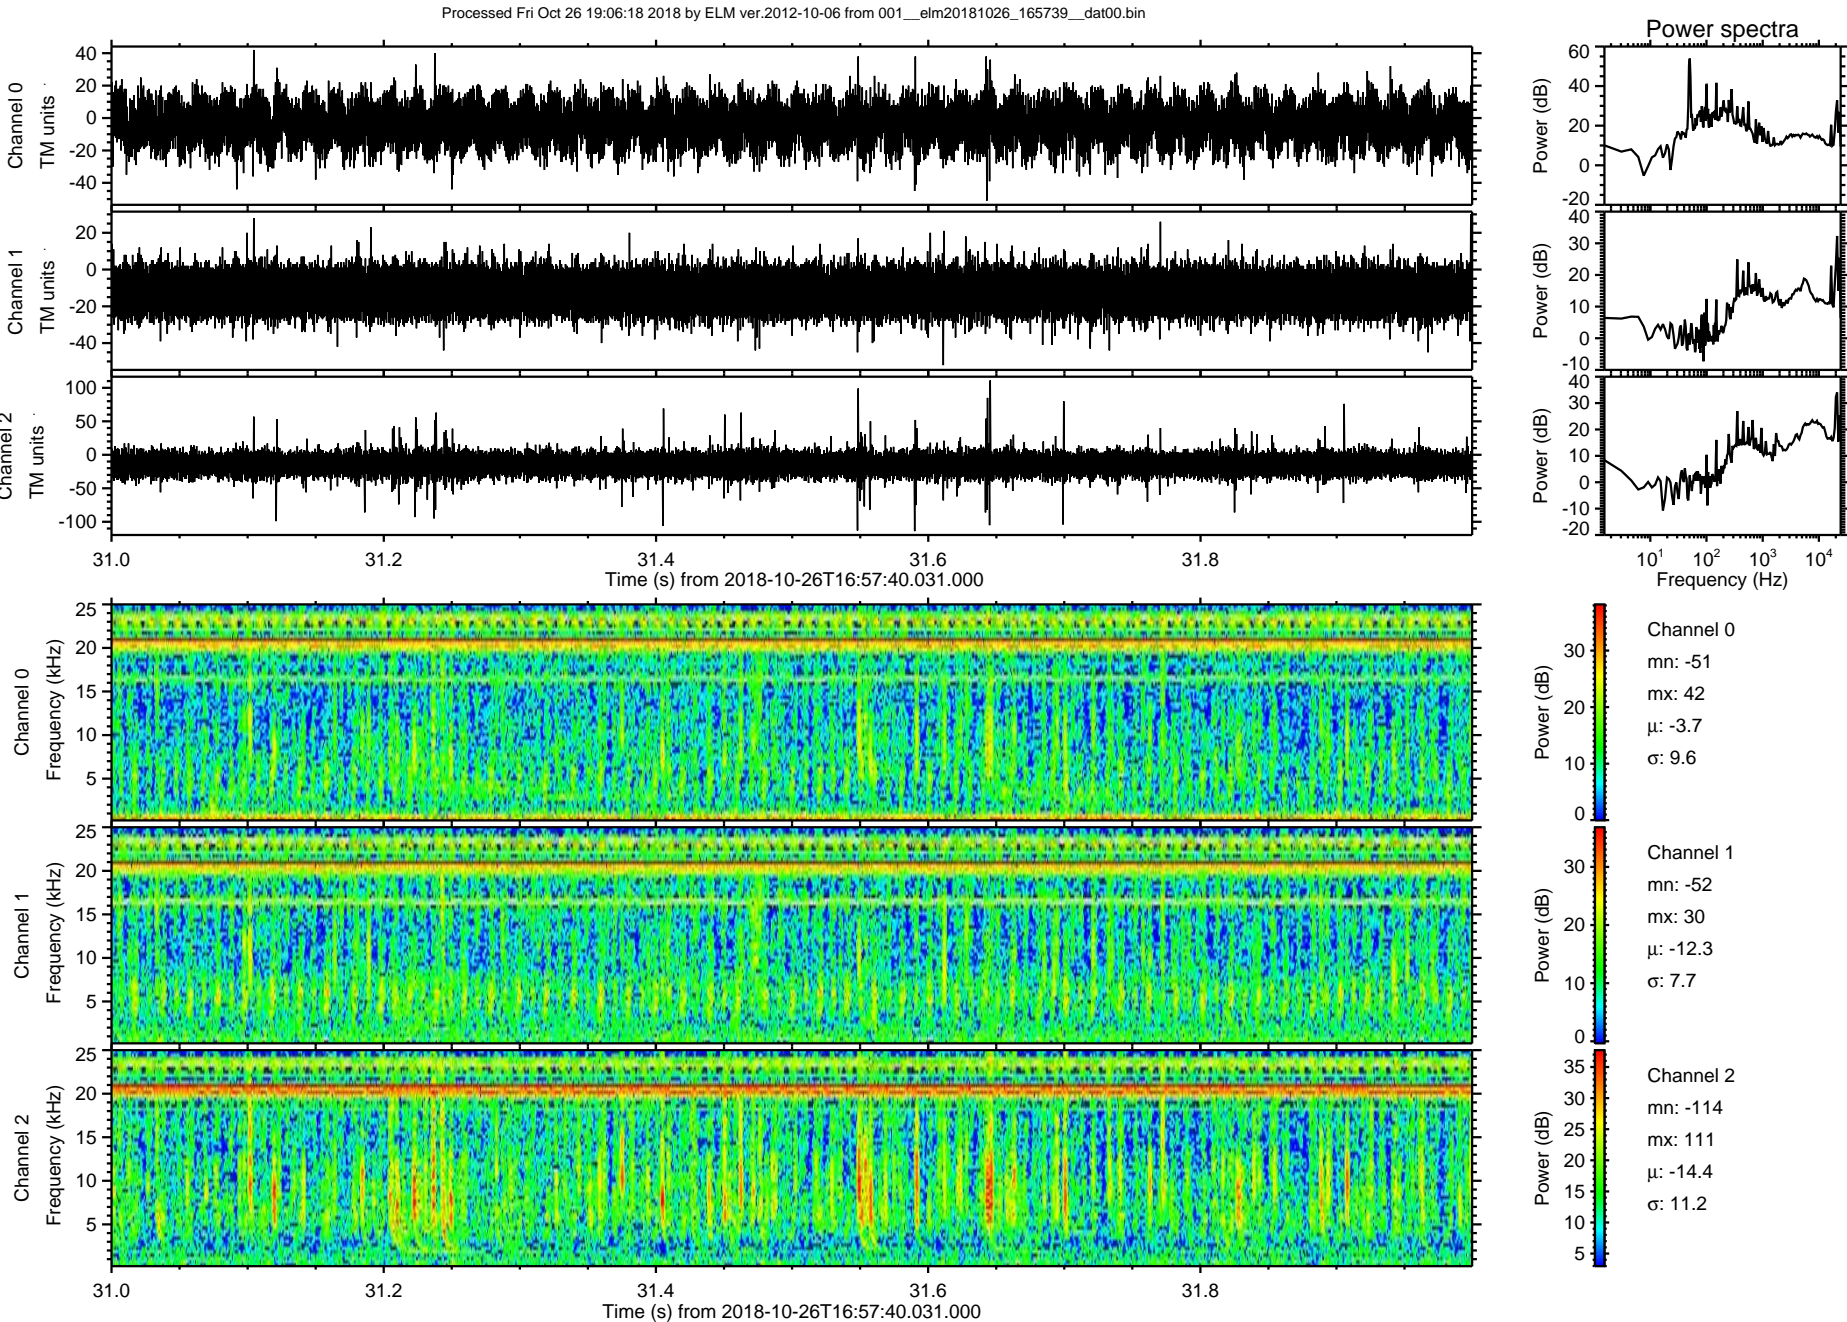 Processed Fri Oct 26 19:06:18 2018 by ELM ver.2012-10-06 from 001__elm20181026_165739__dat00.bin
Power spectra
Channel 0
TM units
40
20
0
-20
-40
Power (dB)
60
40
20
0
-20
Channel 1
TM units
20
0
-20
-40
Power (dB)
40
30
20
10
0
-10
Channel 2
TM units
100
50
0
-50
-100
Power (dB)
40
30
20
10
0
-10
-20
31.0 31.2 31.4 31.6 31.8
Time (s) from 2018-10-26T16:57:40.031.000
10^1 10^2 10^3 10^4
Frequency (Hz)
Channel 0
Frequency (kHz)
25
20
15
10
5
Power (dB)
30
20
10
0
Channel 0
mn: -51
mx: 42
μ: -3.7
σ: 9.6
Channel 1
Frequency (kHz)
25
20
15
10
5
Power (dB)
30
20
10
0
Channel 1
mn: -52
mx: 30
μ: -12.3
σ: 7.7
Channel 2
Frequency (kHz)
25
20
15
10
5
Power (dB)
35
30
25
20
15
10
5
Channel 2
mn: -114
mx: 111
μ: -14.4
σ: 11.2
31.0 31.2 31.4 31.6 31.8
Time (s) from 2018-10-26T16:57:40.031.000